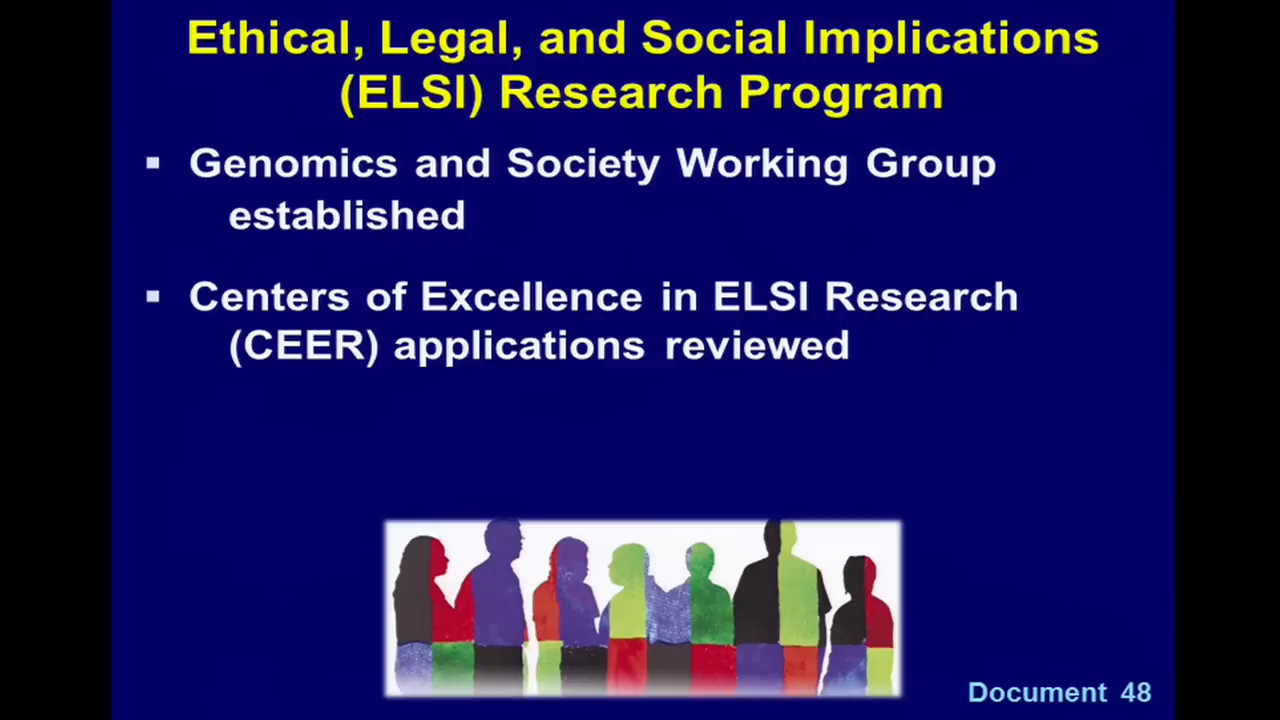 Ethical, Legal, and Social Implications
(ELSI) Research Program
▪ Genomics and Society Working Group
established
▪ Centers of Excellence in ELSI Research
(CEER) applications reviewed
Document 48